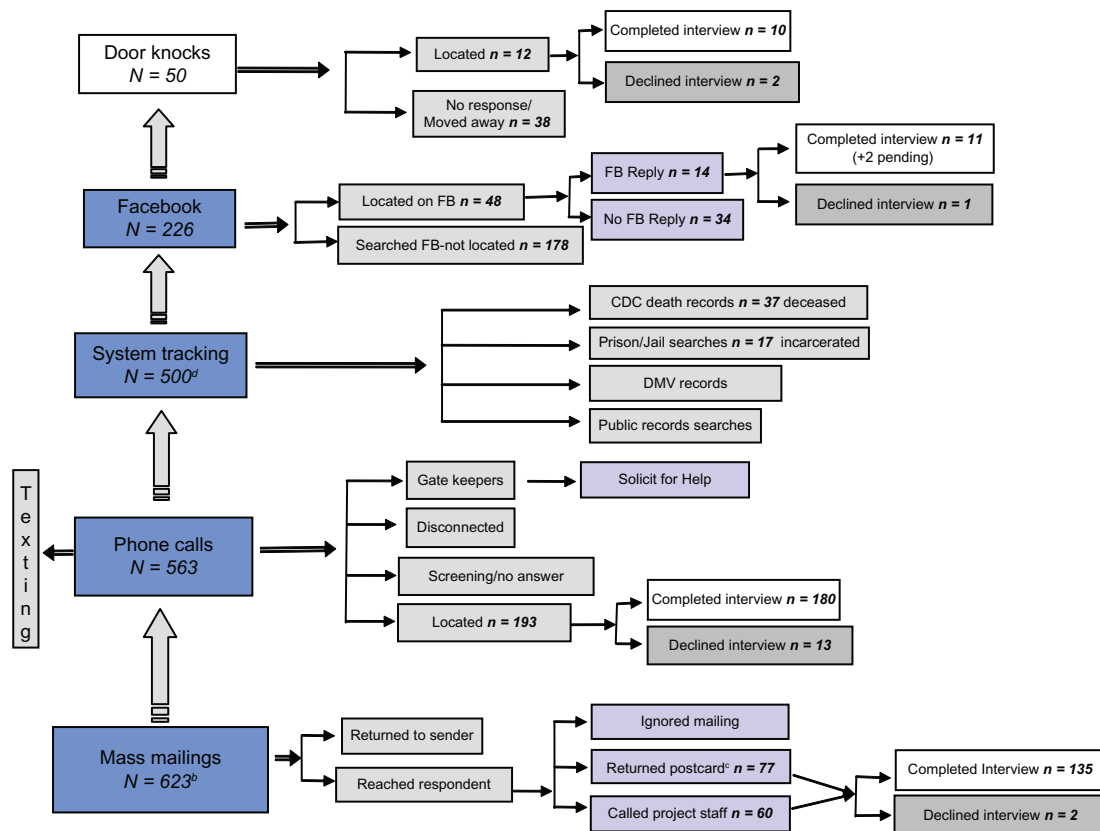 Door knocks
N = 50
Located n = 12
Completed interview n = 10
Declined interview n = 2
No response/
Moved away n = 38
Facebook
N = 226
Located on FB n = 48
FB Reply n = 14
Completed interview n = 11
(+2 pending)
Declined interview n = 1
No FB Reply n = 34
Searched FB-not located n = 178
System tracking
N = 500ᵈ
CDC death records n = 37 deceased
Prison/Jail searches n = 17 incarcerated
DMV records
Public records searches
Texting
Phone calls
N = 563
Gate keepers
Solicit for Help
Disconnected
Screening/no answer
Located n = 193
Completed interview n = 180
Declined interview n = 13
Mass mailings
N = 623ᵇ
Returned to sender
Reached respondent
Ignored mailing
Returned postcardᶜ n = 77
Called project staff n = 60
Completed Interview n = 135
Declined interview n = 2